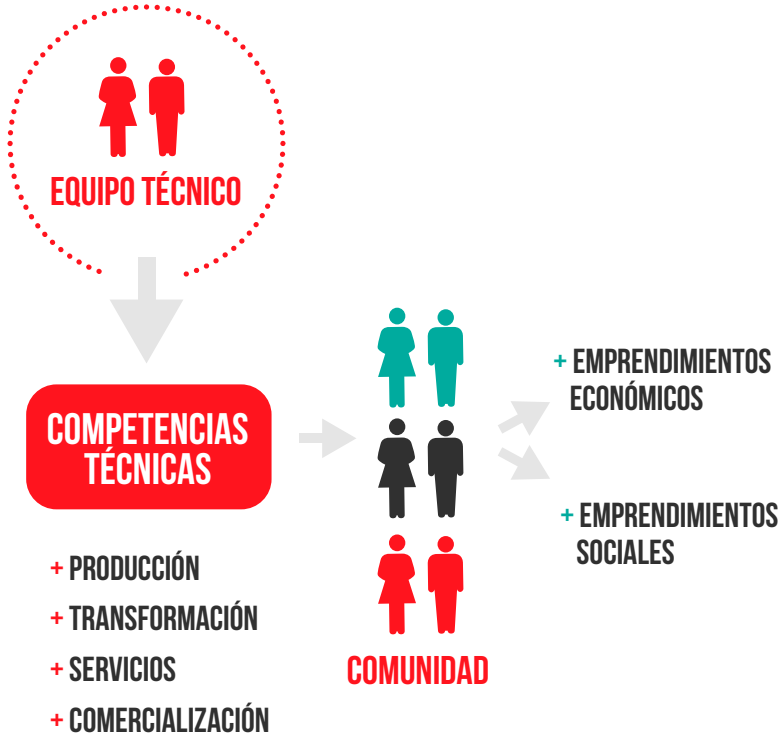 EQUIPO TÉCNICO
COMPETENCIAS
TÉCNICAS
+ PRODUCCIÓN
+ TRANSFORMACIÓN
+ SERVICIOS
+ COMERCIALIZACIÓN
COMUNIDAD
+ EMPRENDIMIENTOS
ECONÓMICOS
+ EMPRENDIMIENTOS
SOCIALES